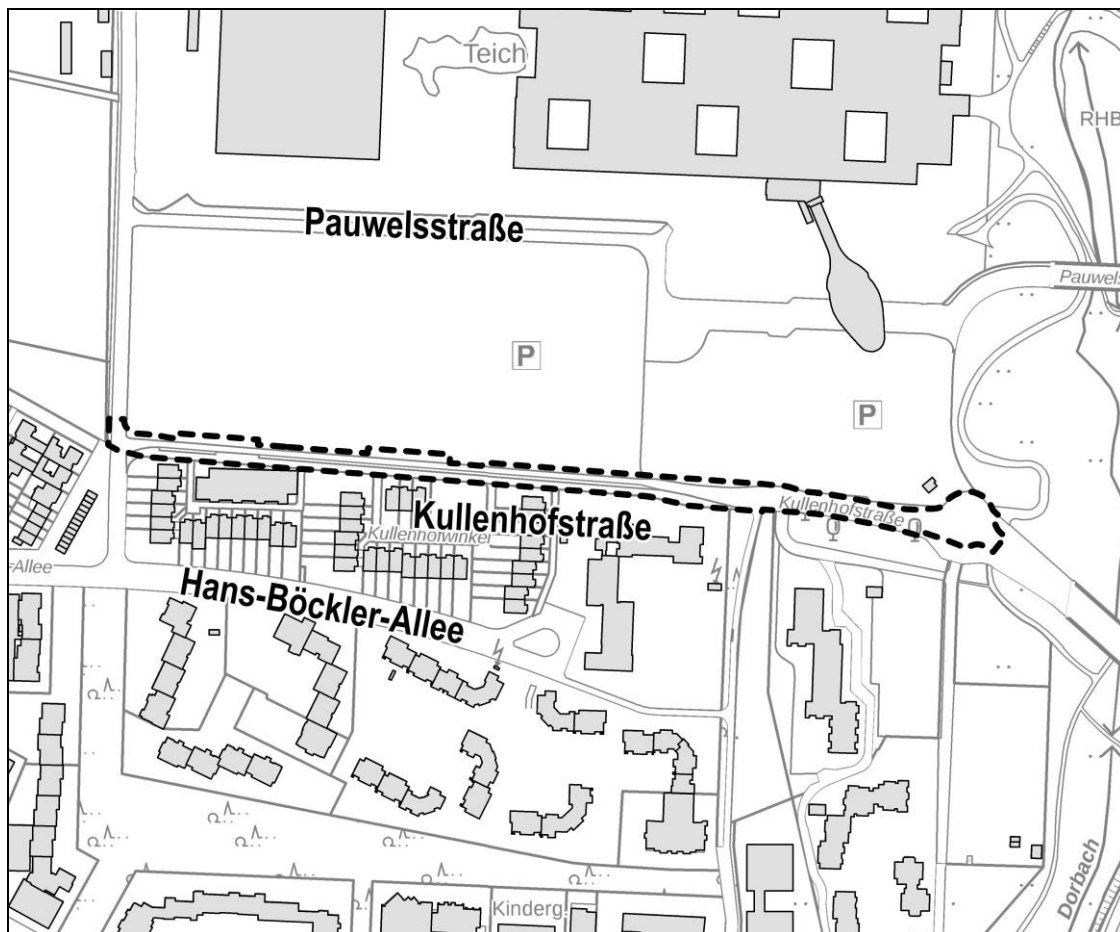 Teich
RHB
Pauwelsstraße
Pauwels
P
P
Kullenhofstraße
Kullenhofstraße
Kullenhofwinkel
-Allee
Hans-Böckler-Allee
Dorbach
Kinderg.